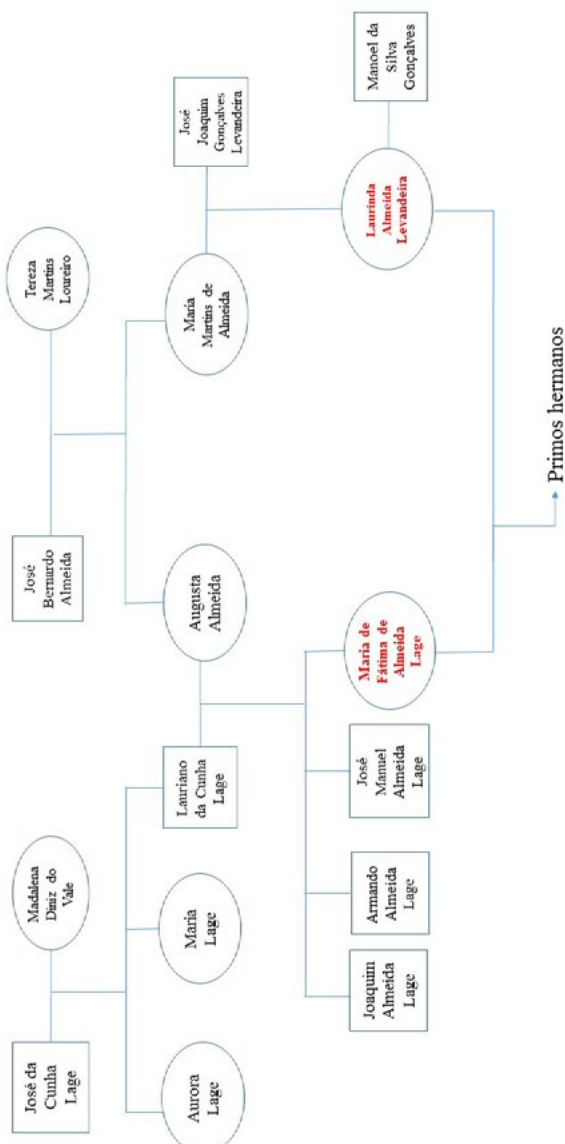 José da
Cunha
Lage
Madalena
Diniz do
Vale
José
Bernardo
Almeida
Tereza
Martins
Loureiro
Aurora
Lage
Maria
Lage
Lauriano
da Cunha
Lage
Augusta
Almeida
Maria
Martins de
Almeida
José
Joaquim
Gonçalves
Levandeira
Joaquim
Almeida
Lage
Armando
Almeida
Lage
José
Manuel
Almeida
Lage
Maria de
Fátima de
Almeida
Lage
Laurinda
Almeida
Levandeira
Manoel da
Silva
Gonçalves
Primos hermanos